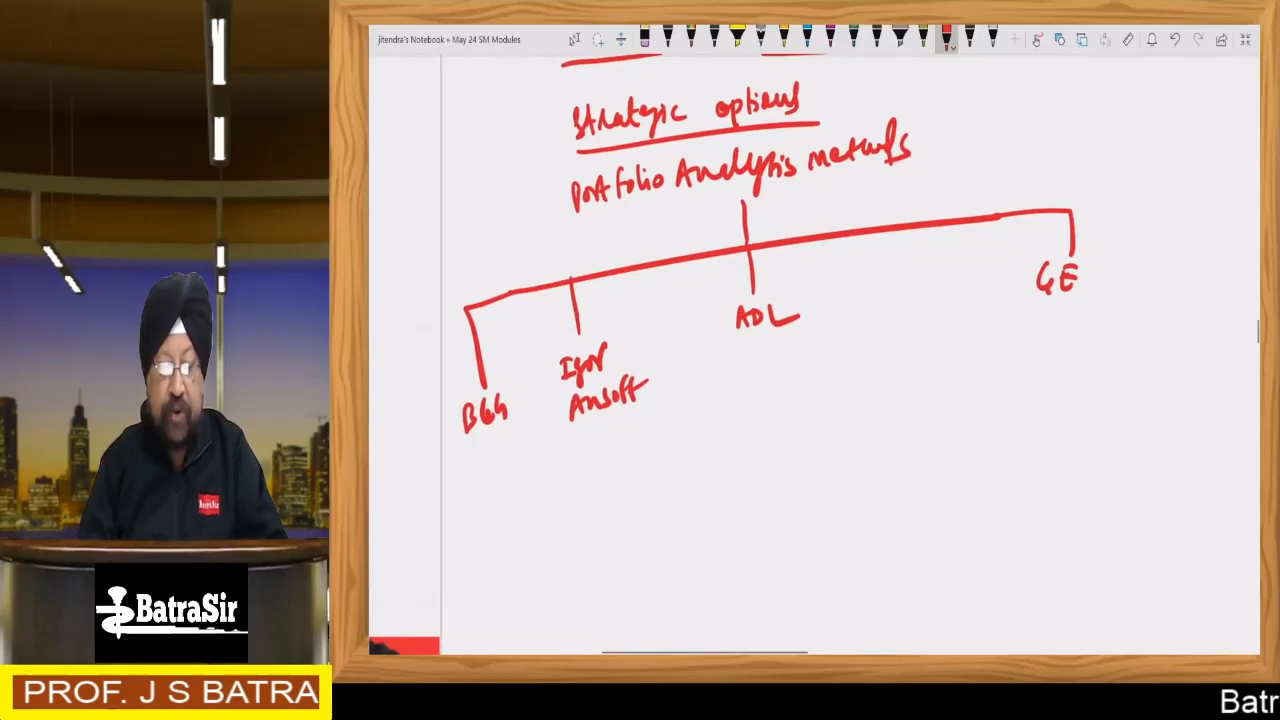 jitendra's Notebook » May 24 SM Modules
Strategic options
Portfolio Analysis methods
BCG
Igor
Ansoff
ADL
GE
BatraSir
BatraSir
PROF. J S BATRA
Batr